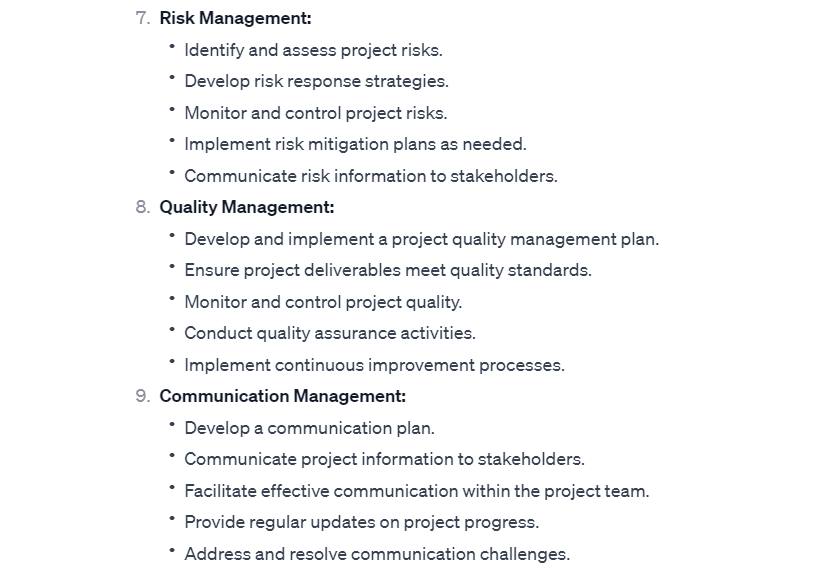 7. Risk Management:
• Identify and assess project risks.
• Develop risk response strategies.
• Monitor and control project risks.
• Implement risk mitigation plans as needed.
• Communicate risk information to stakeholders.
8. Quality Management:
• Develop and implement a project quality management plan.
• Ensure project deliverables meet quality standards.
• Monitor and control project quality.
• Conduct quality assurance activities.
• Implement continuous improvement processes.
9. Communication Management:
• Develop a communication plan.
• Communicate project information to stakeholders.
• Facilitate effective communication within the project team.
• Provide regular updates on project progress.
• Address and resolve communication challenges.